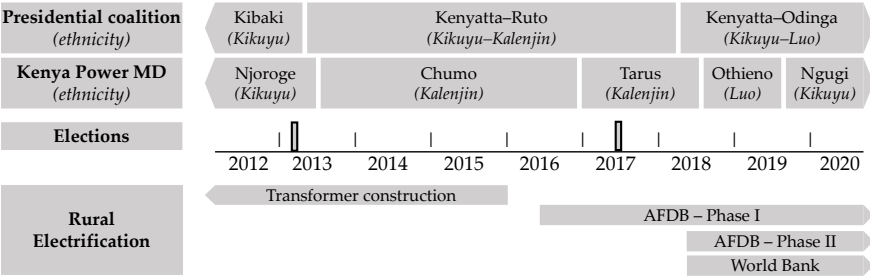 Presidential coalition
(ethnicity)
Kibaki
(Kikuyu)
Kenyatta–Ruto
(Kikuyu–Kalenjin)
Kenyatta–Odinga
(Kikuyu–Luo)
Kenya Power MD
(ethnicity)
Njoroge
(Kikuyu)
Chumo
(Kalenjin)
Tarus
(Kalenjin)
Othieno
(Luo)
Ngugi
(Kikuyu)
Elections
2012 2013 2014 2015 2016 2017 2018 2019 2020
Rural
Electrification
Transformer construction
AFDB – Phase I
AFDB – Phase II
World Bank